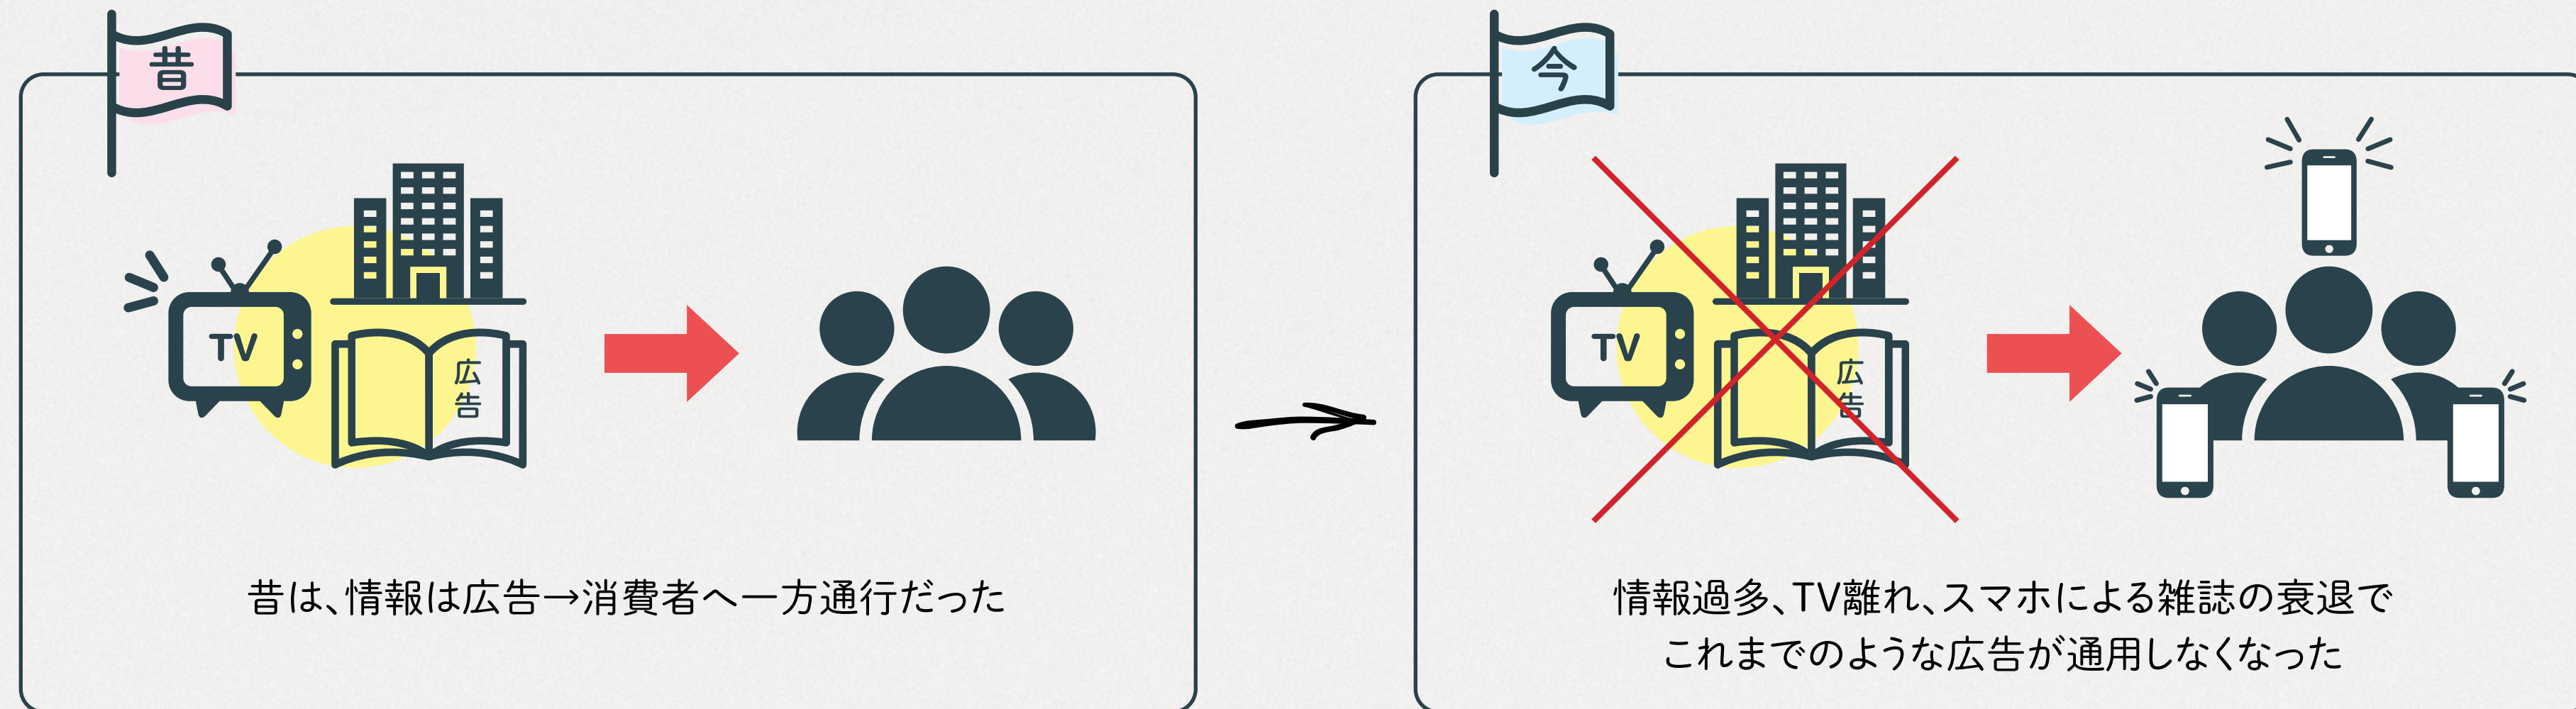 昔
TV
広告
昔は、情報は広告→消費者へ一方通行だった
今
TV
広告
情報過多、TV離れ、スマホによる雑誌の衰退で
これまでのような広告が通用しなくなった